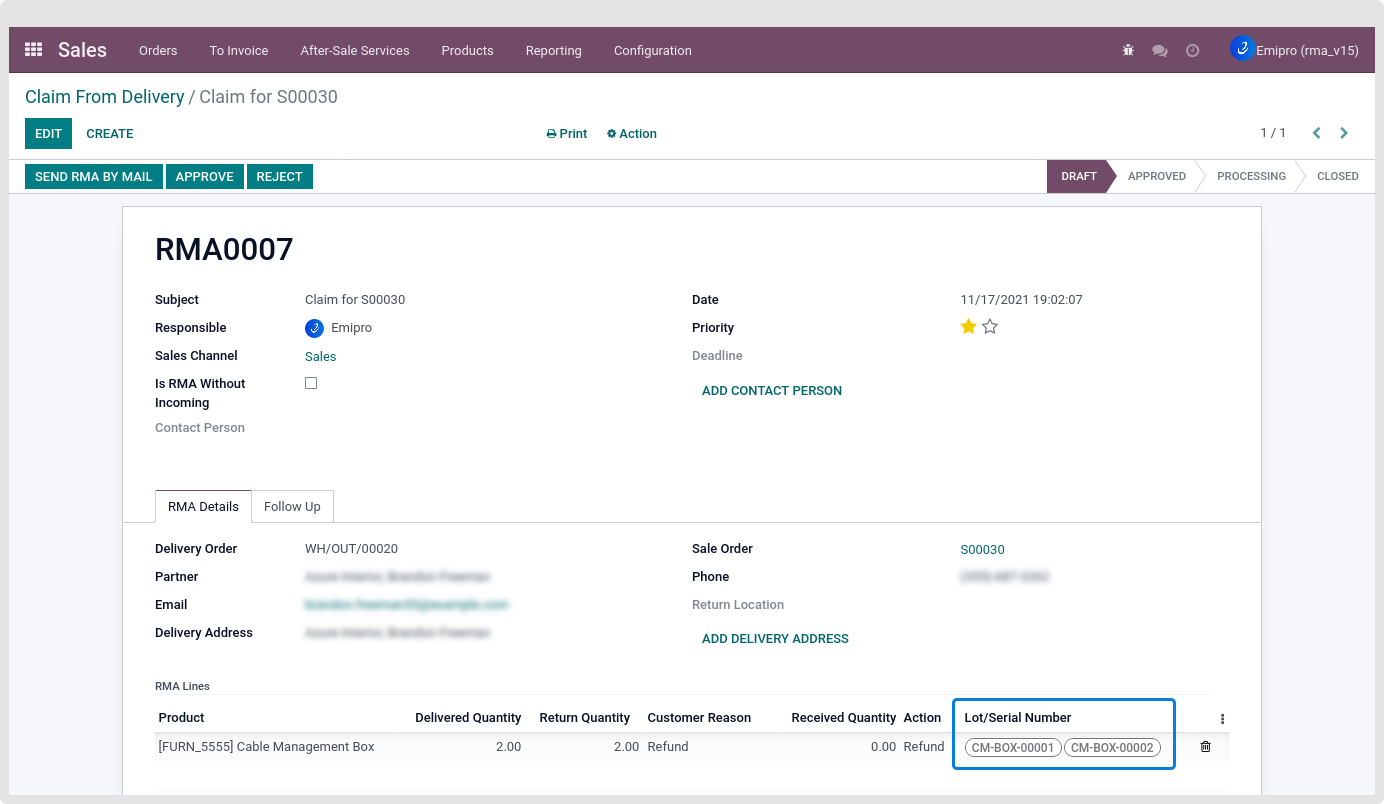 Sales Orders To Invoice After-Sale Services Products Reporting Configuration Emipro (rma_v15)
Claim From Delivery / Claim for S00030
EDIT CREATE Print Action 1 / 1
SEND RMA BY MAIL APPROVE REJECT DRAFT APPROVED PROCESSING CLOSED
RMA0007
Subject Claim for S00030 Date 11/17/2021 19:02:07
Responsible Emipro Priority
Sales Channel Sales Deadline
Is RMA Without
Incoming
ADD CONTACT PERSON
Contact Person
RMA Details Follow Up
Delivery Order WH/OUT/00020 Sale Order S00030
Partner Phone
Email Return Location
Delivery Address ADD DELIVERY ADDRESS
RMA Lines
Product Delivered Quantity Return Quantity Customer Reason Received Quantity Action Lot/Serial Number
[FURN_5555] Cable Management Box 2.00 2.00 Refund 0.00 Refund CM-BOX-00001 CM-BOX-00002